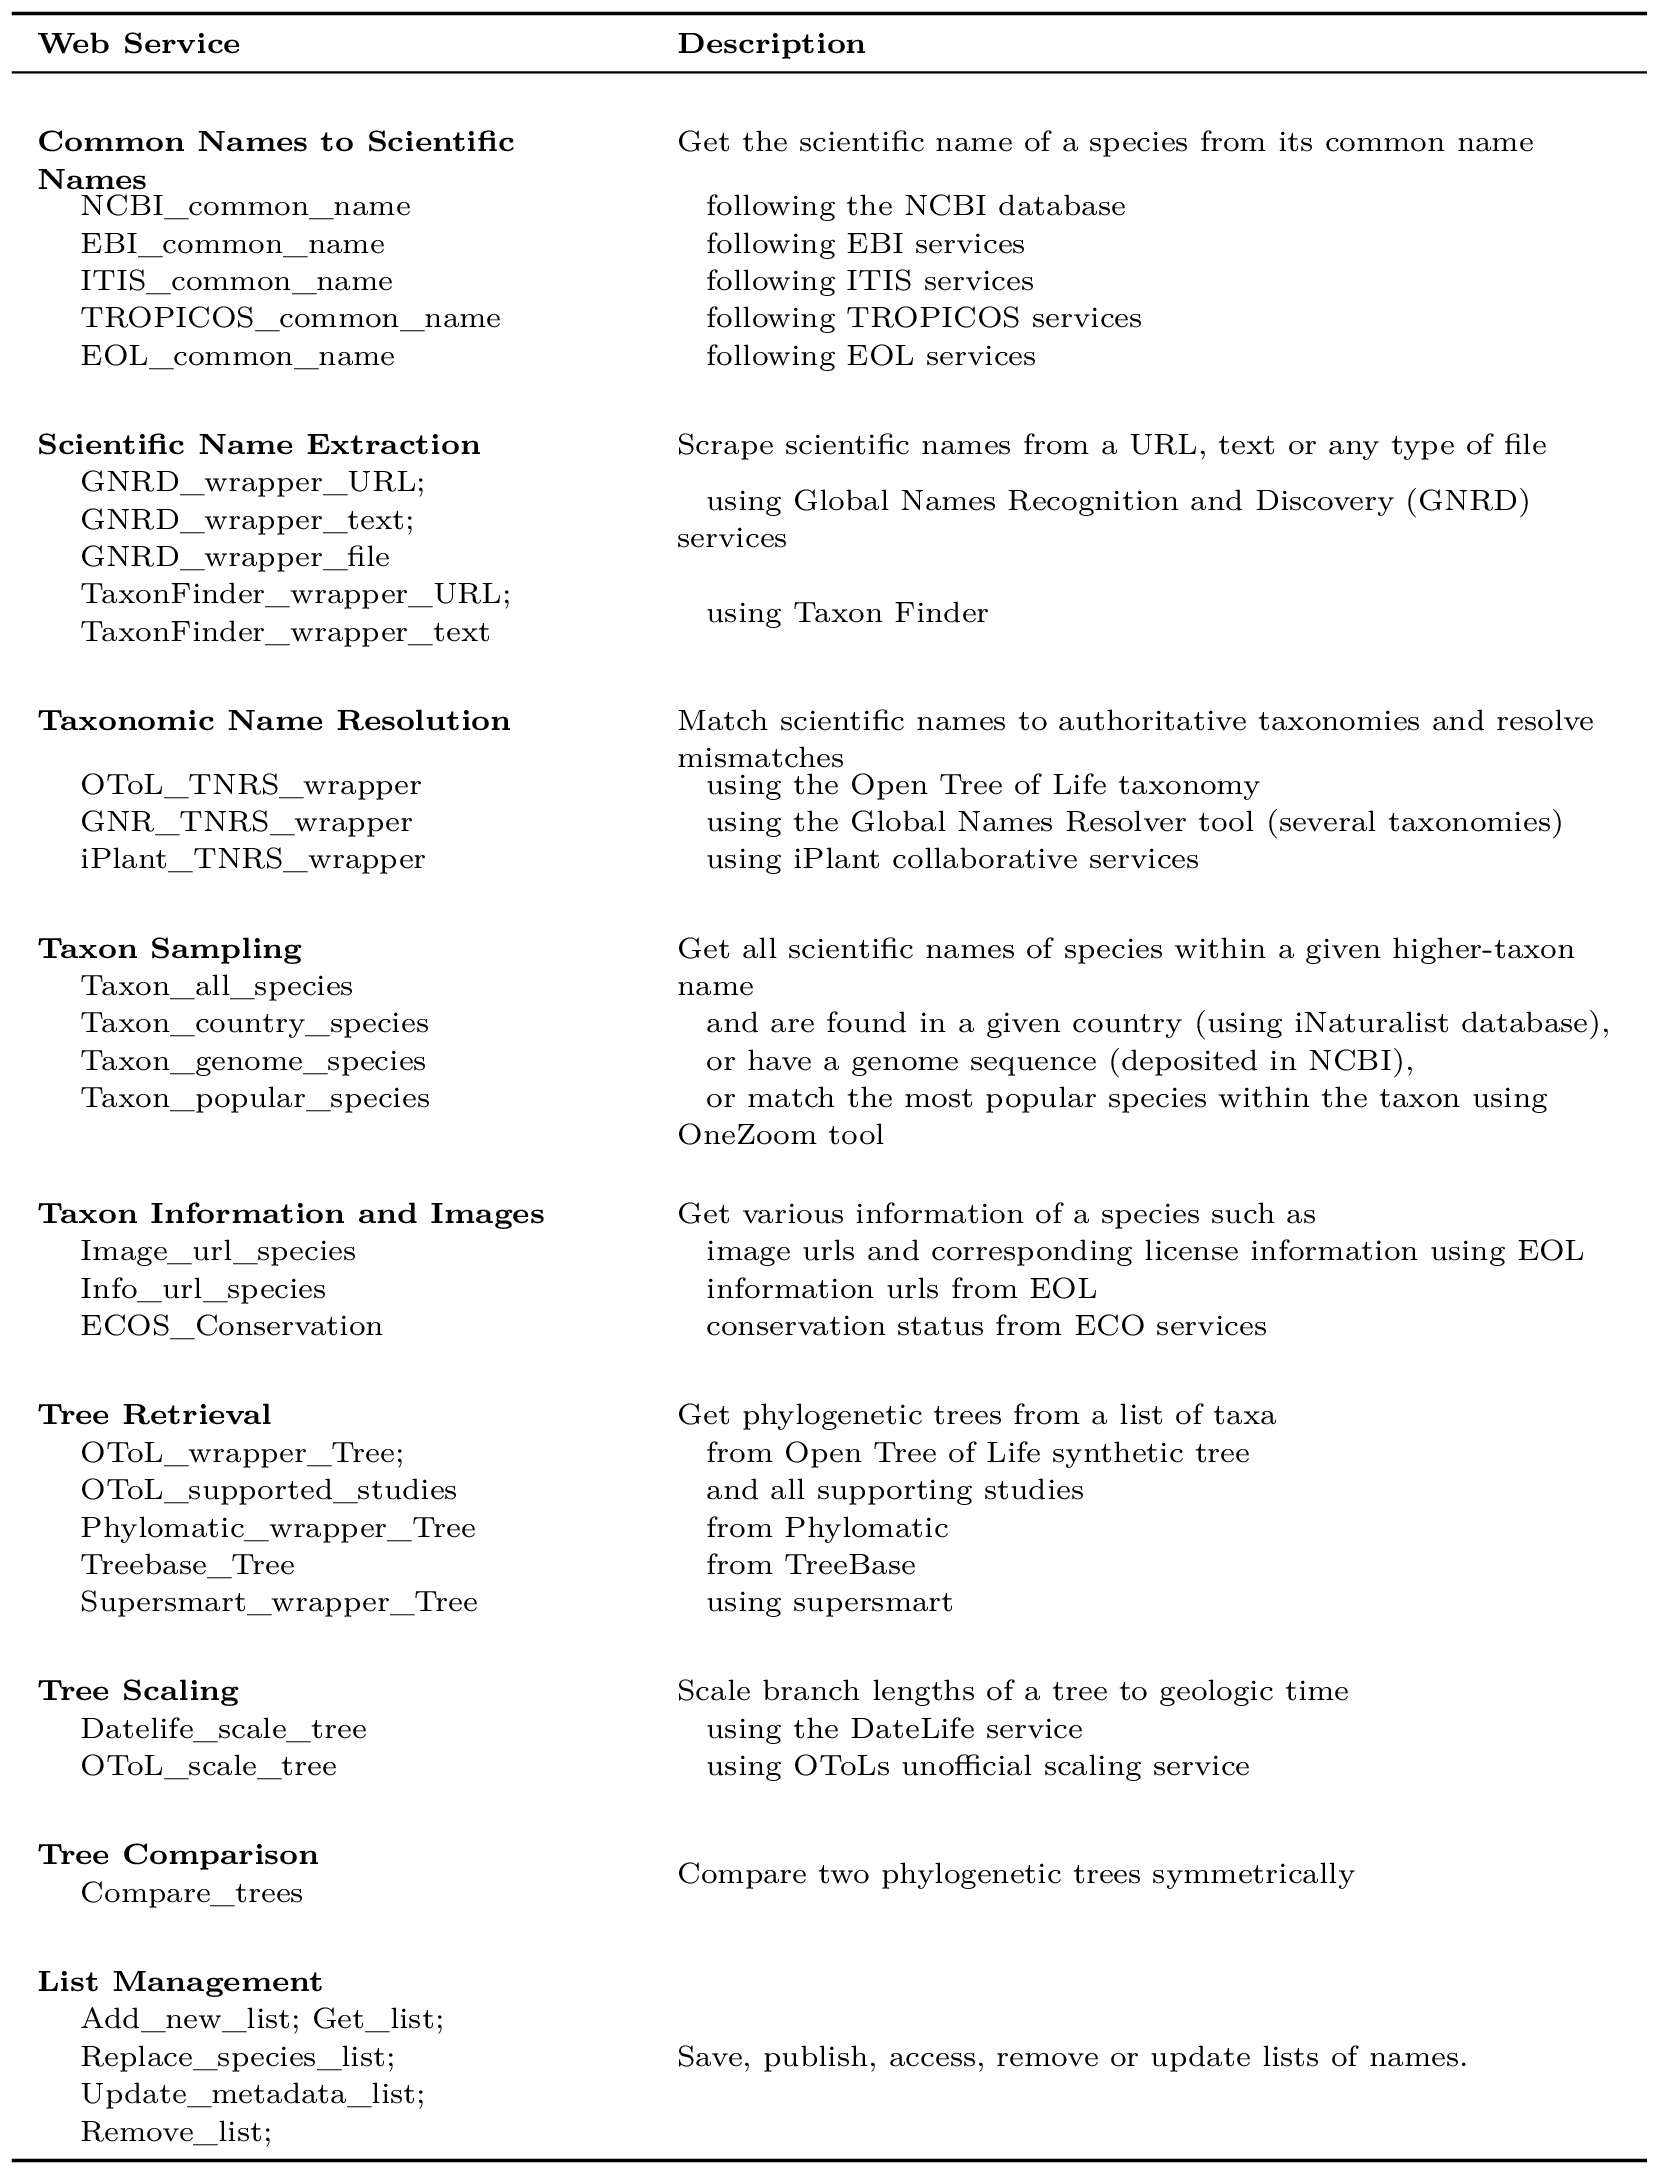 Web Service Description
Common Names to Scientific Get the scientific name of a species from its common name
Names
NCBI_common_name following the NCBI database
EBI_common_name following EBI services
ITIS_common_name following ITIS services
TROPICOS_common_name following TROPICOS services
EOL_common_name following EOL services
Scientific Name Extraction Scrape scientific names from a URL, text or any type of file
GNRD_wrapper_URL;
using Global Names Recognition and Discovery (GNRD)
GNRD_wrapper_text;
services
GNRD_wrapper_file
TaxonFinder_wrapper_URL;
using Taxon Finder
TaxonFinder_wrapper_text
Taxonomic Name Resolution Match scientific names to authoritative taxonomies and resolve
mismatches
OToL_TNRS_wrapper using the Open Tree of Life taxonomy
GNR_TNRS_wrapper using the Global Names Resolver tool (several taxonomies)
iPlant_TNRS_wrapper using iPlant collaborative services
Taxon Sampling Get all scientific names of species within a given higher-taxon
Taxon_all_species name
Taxon_country_species and are found in a given country (using iNaturalist database),
Taxon_genome_species or have a genome sequence (deposited in NCBI),
Taxon_popular_species or match the most popular species within the taxon using
OneZoom tool
Taxon Information and Images Get various information of a species such as
Image_url_species image urls and corresponding license information using EOL
Info_url_species information urls from EOL
ECOS_Conservation conservation status from ECO services
Tree Retrieval Get phylogenetic trees from a list of taxa
OToL_wrapper_Tree; from Open Tree of Life synthetic tree
OToL_supported_studies and all supporting studies
Phylomatic_wrapper_Tree from Phylomatic
Treebase_Tree from TreeBase
Supersmart_wrapper_Tree using supersmart
Tree Scaling Scale branch lengths of a tree to geologic time
Datelife_scale_tree using the DateLife service
OToL_scale_tree using OToLs unofficial scaling service
Tree Comparison
Compare two phylogenetic trees symmetrically
Compare_trees
List Management
Add_new_list; Get_list;
Replace_species_list; Save, publish, access, remove or update lists of names.
Update_metadata_list;
Remove_list;